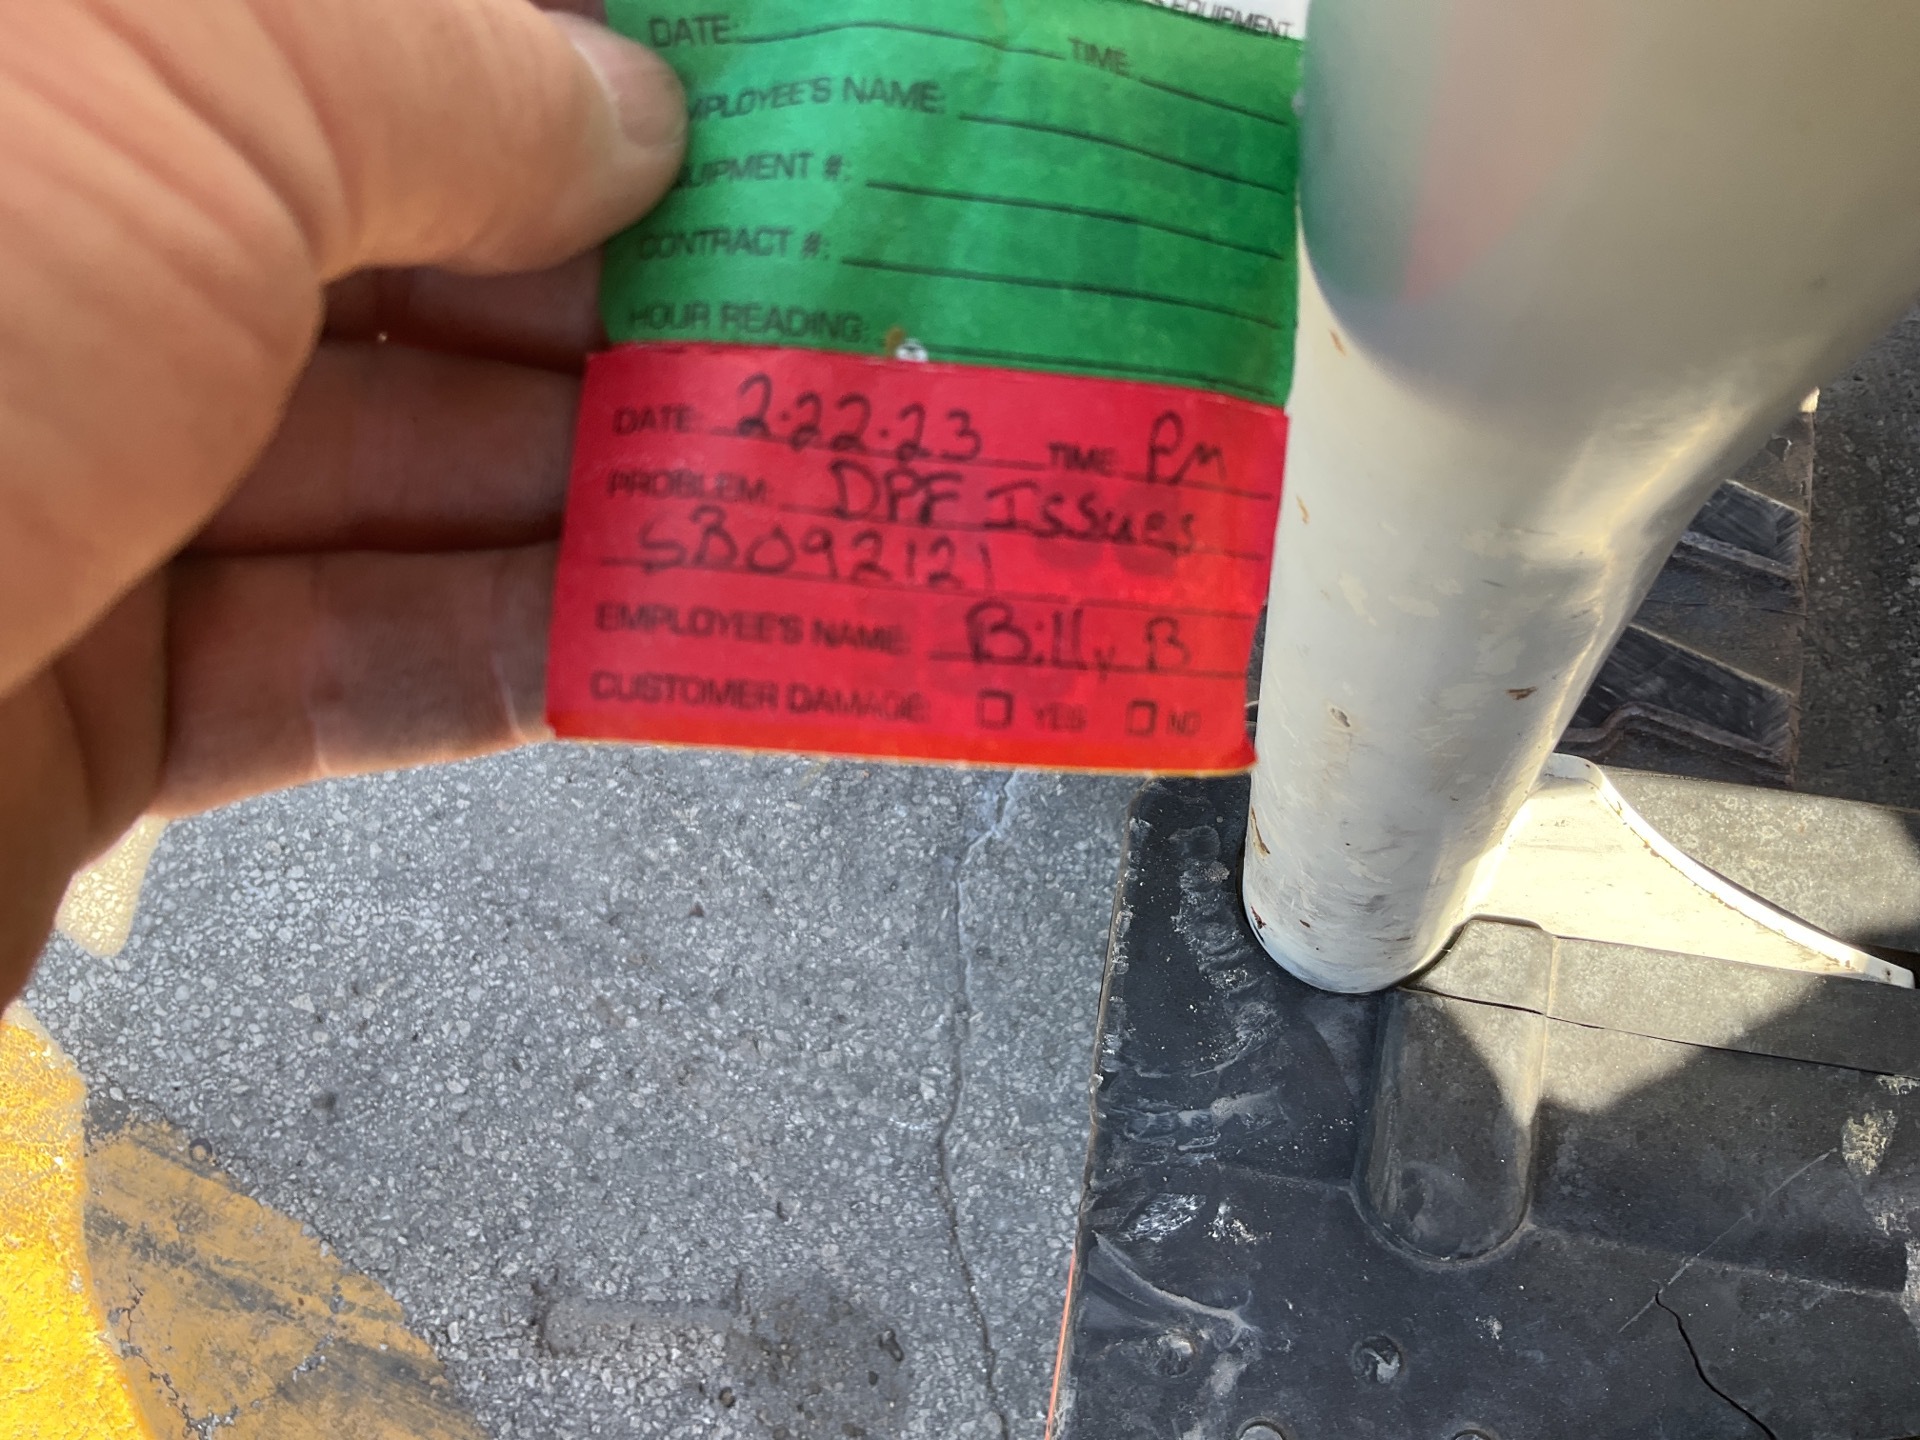 EQUIPMENT
DATE: TIME:
EMPLOYEE'S NAME:
EQUIPMENT #:
CONTRACT #:
HOUR READING:
DATE: 2.22.23 TIME: PM
PROBLEM: DPF Issues
SB092121
EMPLOYEE'S NAME: Billy B
CUSTOMER DAMAGE: YES NO